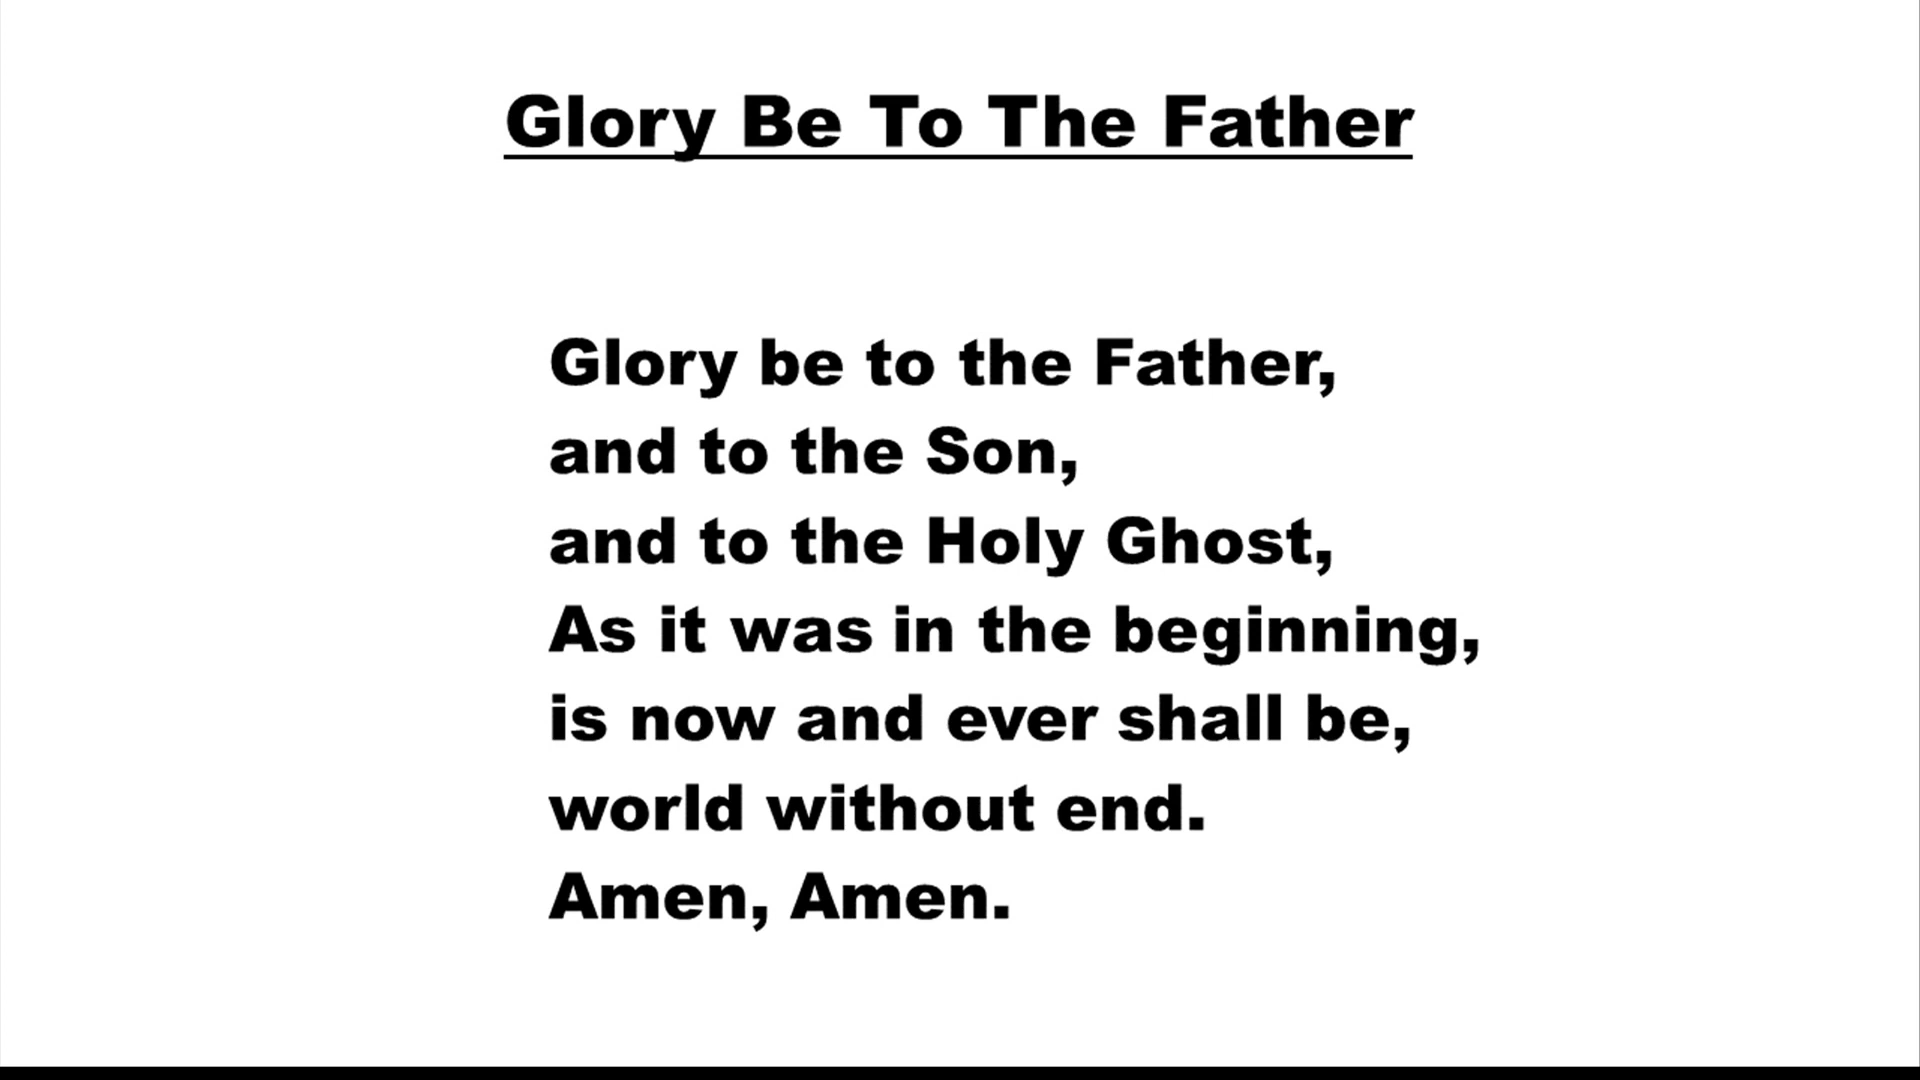 Glory Be To The Father
Glory be to the Father,
and to the Son,
and to the Holy Ghost,
As it was in the beginning,
is now and ever shall be,
world without end.
Amen, Amen.